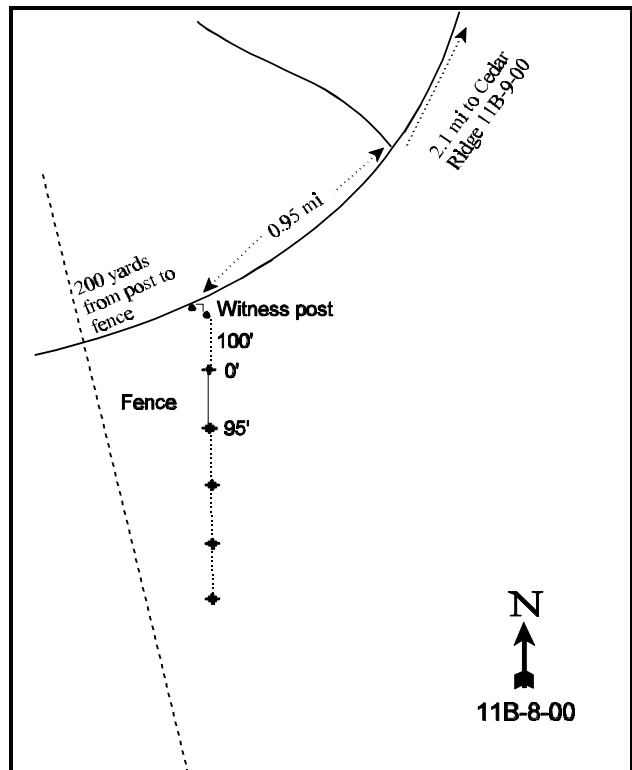 2.1 mi to Cedar
Ridge 11B-9-00
0.95 mi
200 yards
from post to
fence
Witness post
100'
0'
Fence
95'
N
11B-8-00